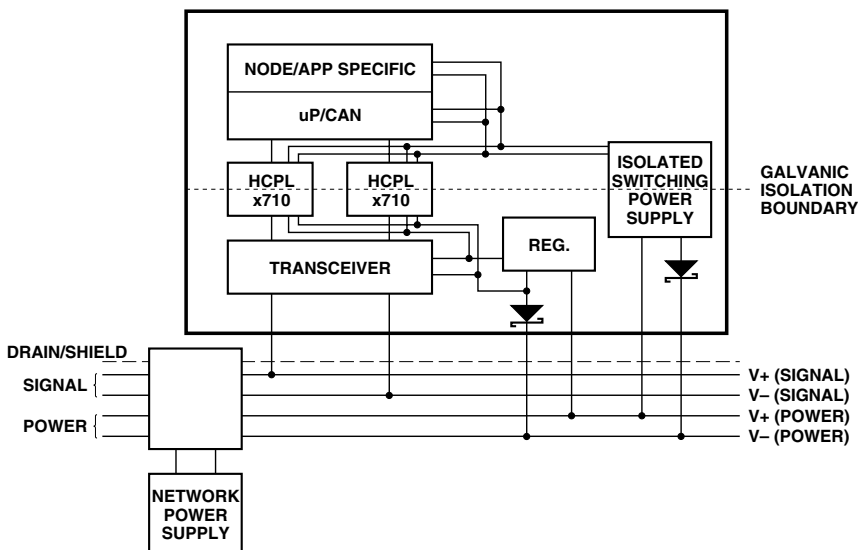 NODE/APP SPECIFIC
uP/CAN
HCPL
x710
HCPL
x710
ISOLATED
SWITCHING
POWER
SUPPLY
GALVANIC
ISOLATION
BOUNDARY
TRANSCEIVER
REG.
DRAIN/SHIELD
SIGNAL
POWER
V+ (SIGNAL)
V– (SIGNAL)
V+ (POWER)
V– (POWER)
NETWORK
POWER
SUPPLY